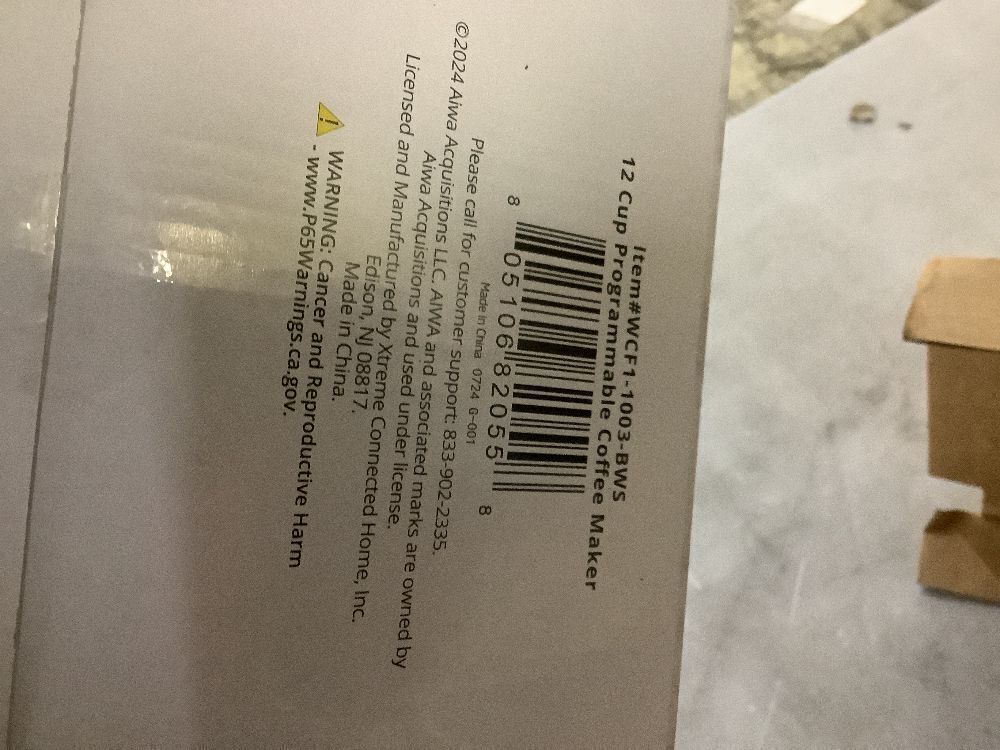 Item#WCF1-1003-BWS
12 Cup Programmable Coffee Maker
8 05106 82055 8
Made in China 0724 G-001
Please call for customer support: 833-902-2335.
©2024 Aiwa Acquisitions LLC. AIWA and associated marks are owned by
Aiwa Acquisitions and used under license.
Licensed and Manufactured by Xtreme Connected Home, Inc.
Edison, NJ 08817.
Made in China.
WARNING: Cancer and Reproductive Harm
- www.P65Warnings.ca.gov.